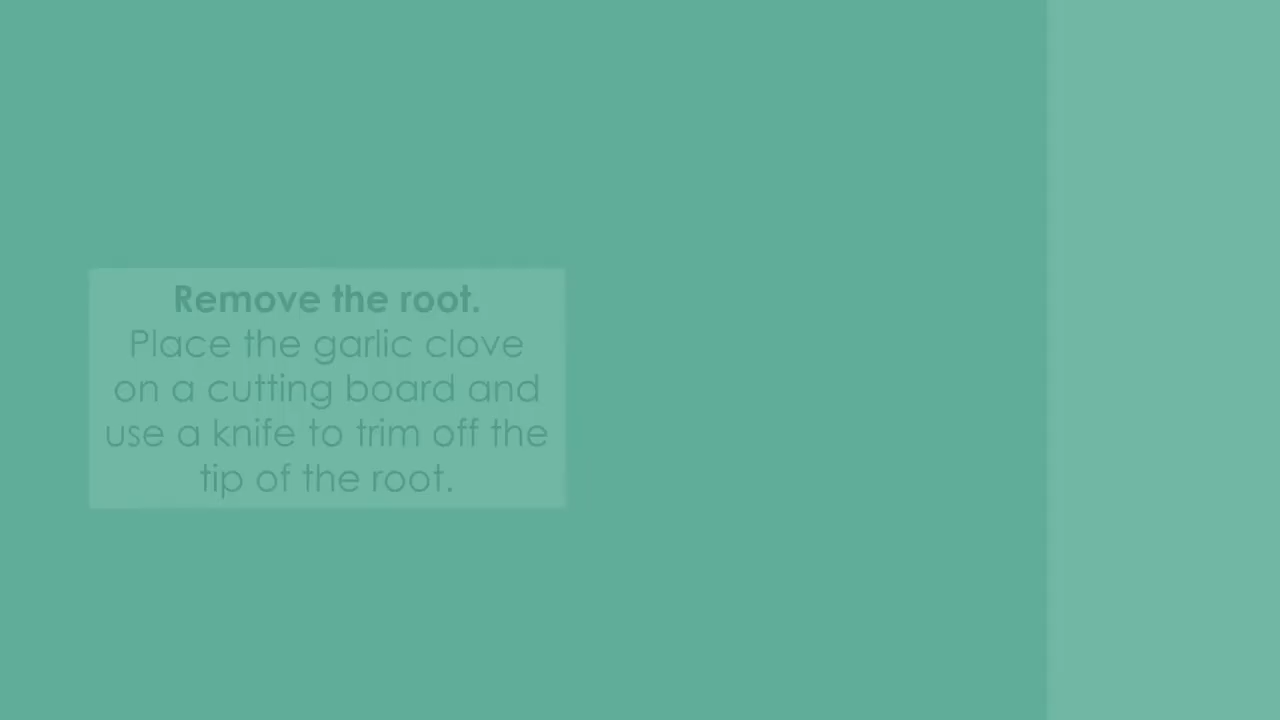 Remove the root.
Place the garlic clove
on a cutting board and
use a knife to trim off the
tip of the root.